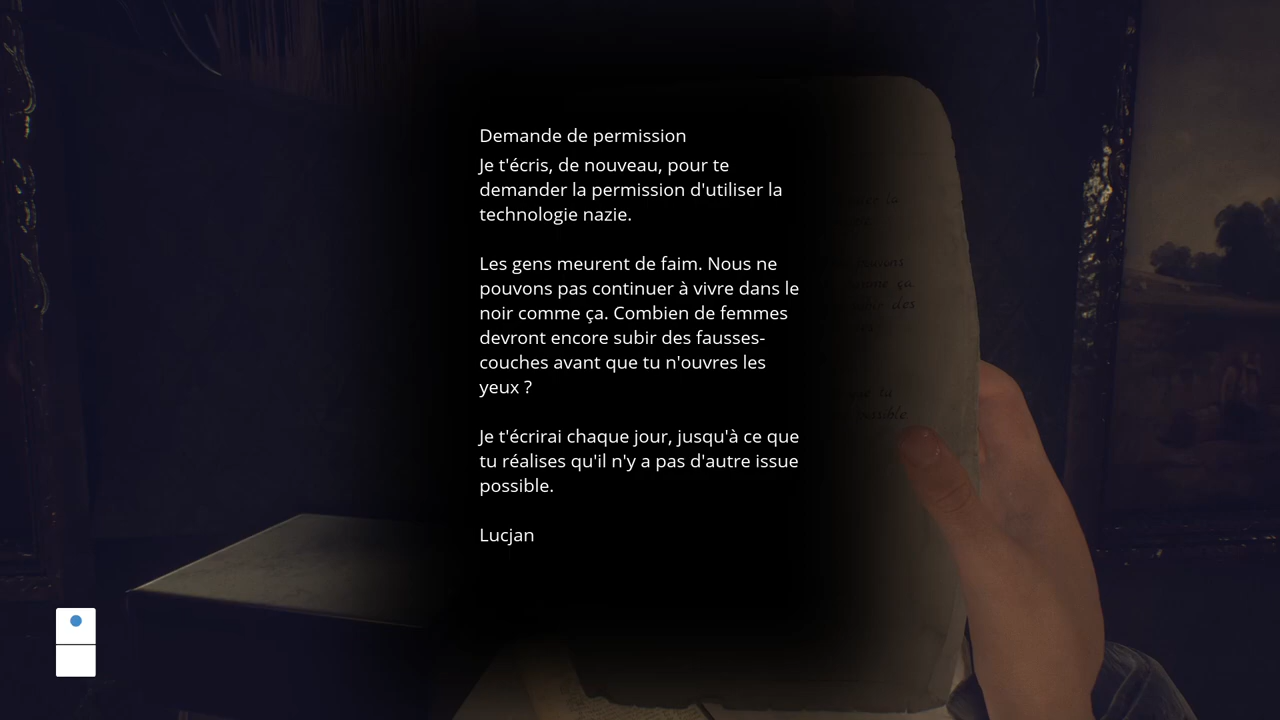 Demande de permission
Je t'écris, de nouveau, pour te
demander la permission d'utiliser la
technologie nazie.
Les gens meurent de faim. Nous ne
pouvons pas continuer à vivre dans le
noir comme ça. Combien de femmes
devront encore subir des fausses-
couches avant que tu n'ouvres les
yeux ?
Je t'écrirai chaque jour, jusqu'à ce que
tu réalises qu'il n'y a pas d'autre issue
possible.
Lucjan